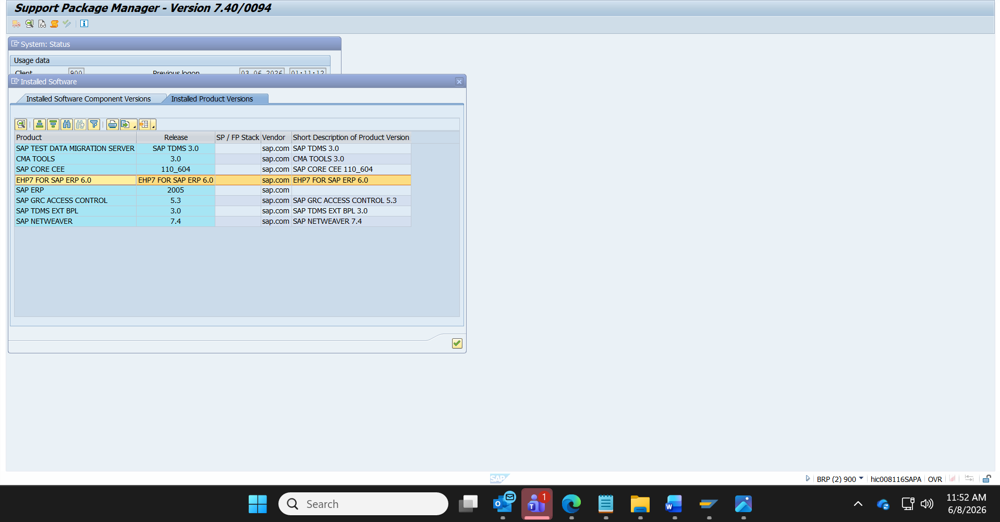 Support Package Manager - Version 7.40/0094
System: Status
Usage data
Client 900 Previous logon 03.06.2026 01:11:12
Installed Software
Installed Software Component Versions Installed Product Versions
Product Release SP / FP Stack Vendor Short Description of Product Version
SAP TEST DATA MIGRATION SERVER SAP TDMS 3.0 sap.com SAP TDMS 3.0
CMA TOOLS 3.0 sap.com CMA TOOLS 3.0
SAP CORE CEE 110_604 sap.com SAP CORE CEE 110_604
EHP7 FOR SAP ERP 6.0 EHP7 FOR SAP ERP 6.0 sap.com EHP7 FOR SAP ERP 6.0
SAP ERP 2005 sap.com
SAP GRC ACCESS CONTROL 5.3 sap.com SAP GRC ACCESS CONTROL 5.3
SAP TDMS EXT BPL 3.0 sap.com SAP TDMS EXT BPL 3.0
SAP NETWEAVER 7.4 sap.com SAP NETWEAVER 7.4
SAP BRP (2) 900 hic008116SAPA OVR
Search 1 11:52 AM
6/8/2026